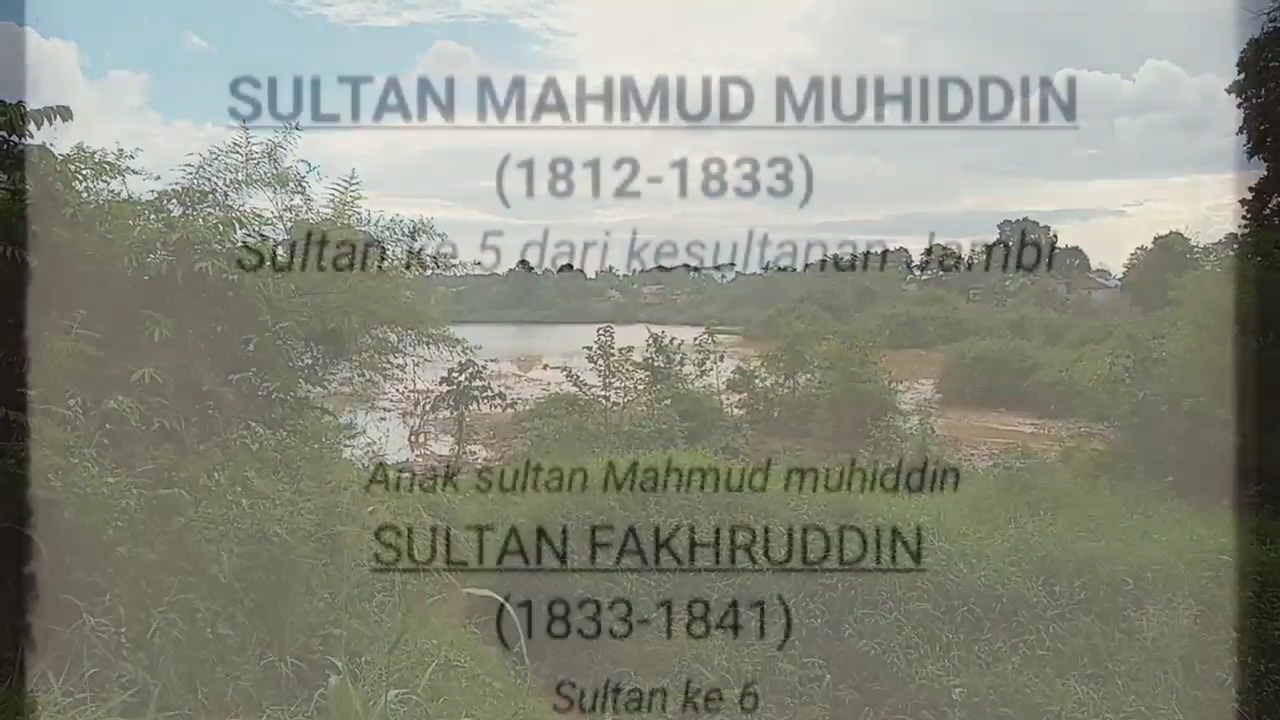 SULTAN MAHMUD MUHIDDIN
(1812-1833)
Sultan ke 5 dari kesultanan Jambi
Anak sultan Mahmud muhiddin
SULTAN FAKHRUDDIN
(1833-1841)
Sultan ke 6